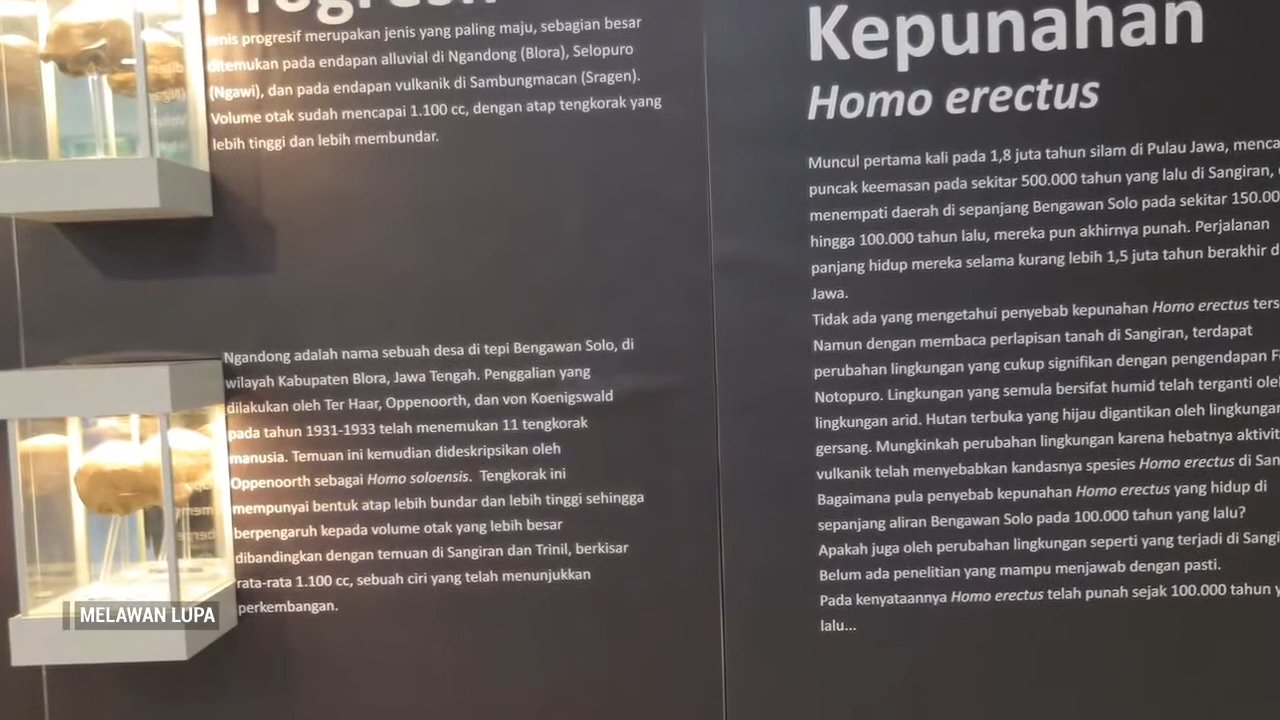 Progresif
Jenis progresif merupakan jenis yang paling maju, sebagian besar
ditemukan pada endapan alluvial di Ngandong (Blora), Selopuro
(Ngawi), dan pada endapan vulkanik di Sambungmacan (Sragen).
Volume otak sudah mencapai 1.100 cc, dengan atap tengkorak yang
lebih tinggi dan lebih membundar.
Ngandong adalah nama sebuah desa di tepi Bengawan Solo, di
wilayah Kabupaten Blora, Jawa Tengah. Penggalian yang
dilakukan oleh Ter Haar, Oppenoorth, dan von Koenigswald
pada tahun 1931-1933 telah menemukan 11 tengkorak
manusia. Temuan ini kemudian dideskripsikan oleh
Oppenoorth sebagai Homo soloensis. Tengkorak ini
mempunyai bentuk atap lebih bundar dan lebih tinggi sehingga
berpengaruh kepada volume otak yang lebih besar
dibandingkan dengan temuan di Sangiran dan Trinil, berkisar
rata-rata 1.100 cc, sebuah ciri yang telah menunjukkan
perkembangan.
Kepunahan
Homo erectus
Muncul pertama kali pada 1,8 juta tahun silam di Pulau Jawa,
puncak keemasan pada sekitar 500.000 tahun yang lalu di Sangiran,
menempati daerah di sepanjang Bengawan Solo pada sekitar
hingga 100.000 tahun lalu, mereka pun akhirnya punah. Perjalanan
panjang hidup mereka selama kurang lebih 1,5 juta tahun berakhir
Jawa.
Tidak ada yang mengetahui penyebab kepunahan Homo erectus
Namun dengan membaca perlapisan tanah di Sangiran, terdapat
perubahan lingkungan yang cukup signifikan dengan pengendapan
Notopuro. Lingkungan yang semula bersifat humid telah terganti
lingkungan arid. Hutan terbuka yang hijau digantikan oleh lingkungan
gersang. Mungkinkah perubahan lingkungan karena hebatnya
vulkanik telah menyebabkan kandasnya spesies Homo erectus di
Bagaimana pula penyebab kepunahan Homo erectus yang hidup di
sepanjang aliran Bengawan Solo pada 100.000 tahun yang lalu?
Apakah juga oleh perubahan lingkungan seperti yang terjadi di
Belum ada penelitian yang mampu menjawab dengan pasti.
Pada kenyataannya Homo erectus telah punah sejak 100.000 tahun
lalu...
MELAWAN LUPA